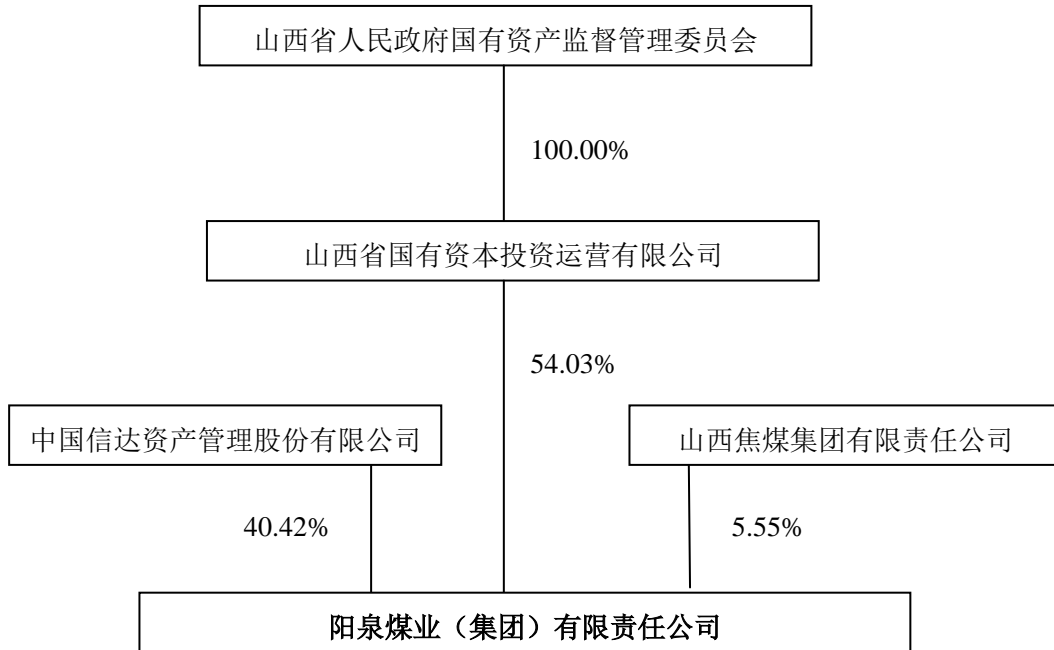 山西省人民政府国有资产监督管理委员会
100.00%
山西省国有资本投资运营有限公司
54.03%
中国信达资产管理股份有限公司
山西焦煤集团有限责任公司
40.42%
5.55%
阳泉煤业（集团）有限责任公司